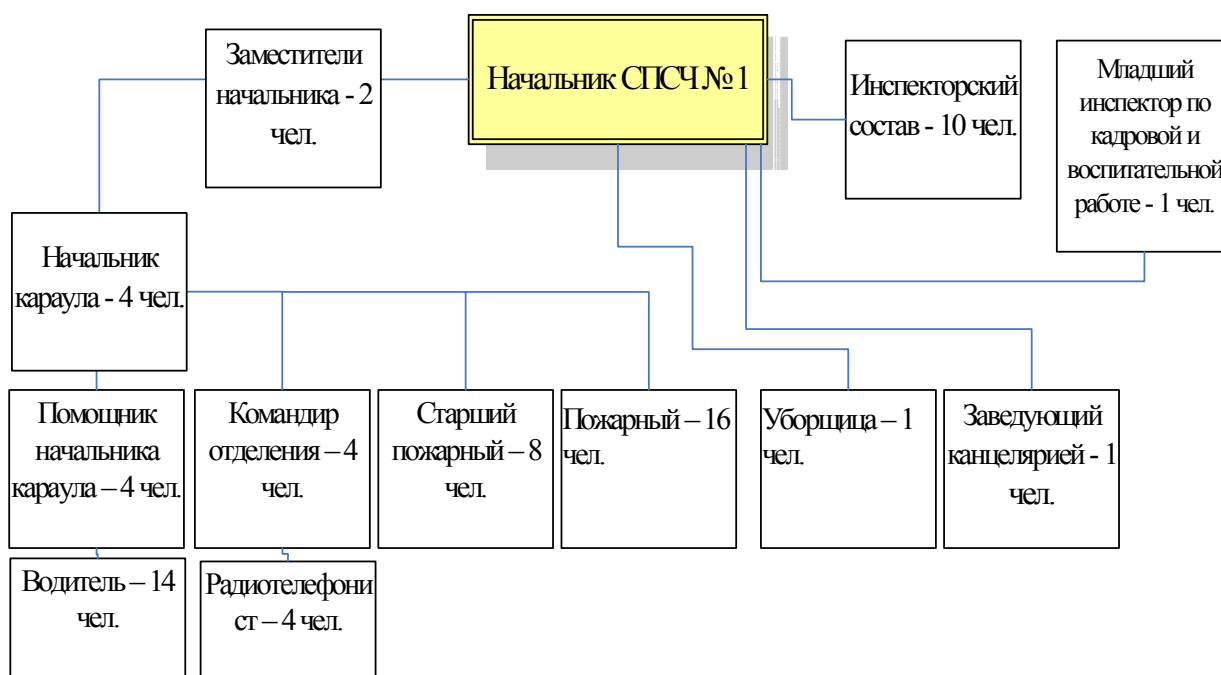 Заместители
начальника - 2
чел.
Начальник СПСЧ № 1
Инспекторский
состав - 10 чел.
Младший
инспектор по
кадровой и
воспитательной
работе - 1 чел.
Начальник
караула - 4 чел.
Помощник
начальника
караула – 4 чел.
Командир
отделения – 4
чел.
Старший
пожарный – 8
чел.
Пожарный – 16
чел.
Уборщица – 1
чел.
Заведующий
канцелярией - 1
чел.
Водитель – 14
чел.
Радиотелефони
ст – 4 чел.